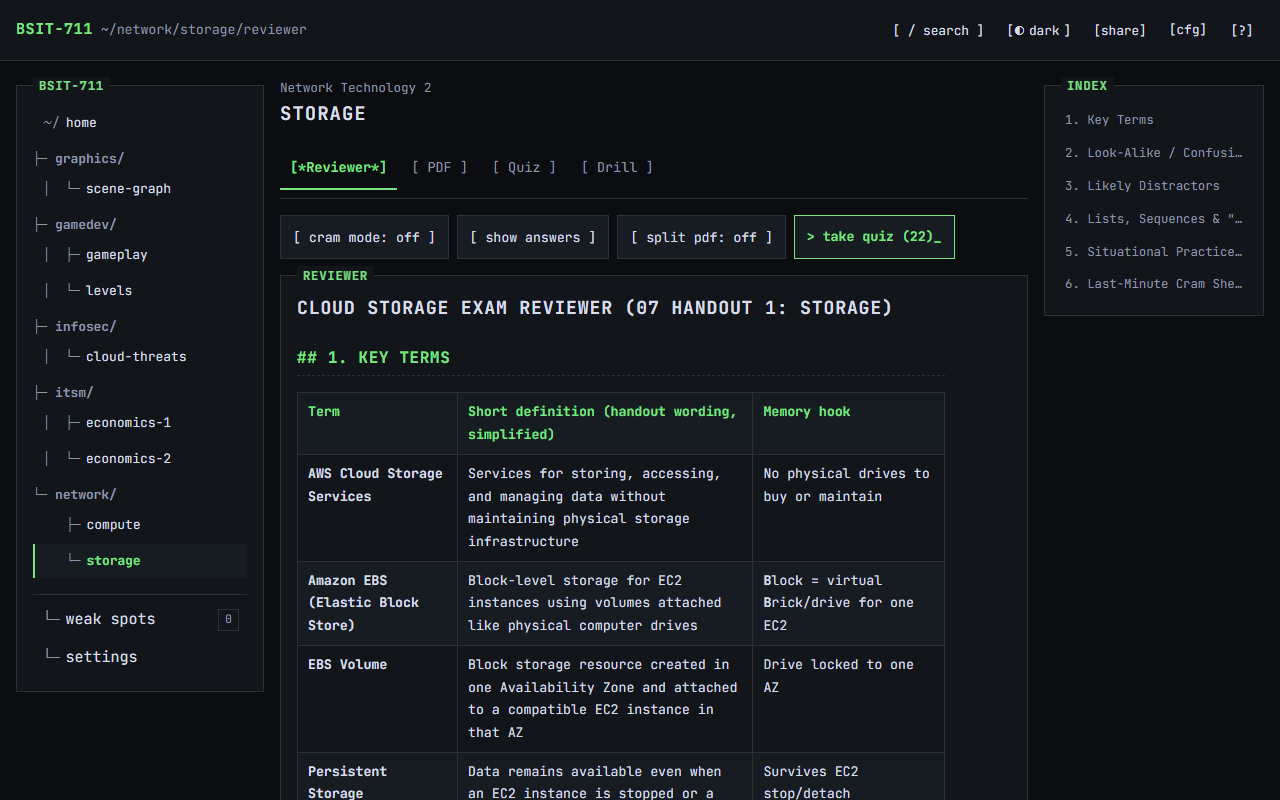 BSIT-711 ~/network/storage/reviewer
[ / search ] [◐ dark ] [share] [cfg] [?]
BSIT-711
~/ home
├─ graphics/
│ └─ scene-graph
├─ gamedev/
│ ├─ gameplay
│ └─ levels
├─ infosec/
│ └─ cloud-threats
├─ itsm/
│ ├─ economics-1
│ └─ economics-2
└─ network/
├─ compute
└─ storage
└─ weak spots 0
└─ settings
Network Technology 2
STORAGE
[*Reviewer*] [ PDF ] [ Quiz ] [ Drill ]
[ cram mode: off ] [ show answers ] [ split pdf: off ] > take quiz (22)_
REVIEWER
CLOUD STORAGE EXAM REVIEWER (07 HANDOUT 1: STORAGE)
## 1. KEY TERMS
Term
Short definition (handout wording,
simplified)
Memory hook
AWS Cloud Storage
Services
Services for storing, accessing,
and managing data without
maintaining physical storage
infrastructure
No physical drives to
buy or maintain
Amazon EBS
(Elastic Block
Store)
Block-level storage for EC2
instances using volumes attached
like physical computer drives
Block = virtual
Brick/drive for one
EC2
EBS Volume
Block storage resource created in
one Availability Zone and attached
to a compatible EC2 instance in
that AZ
Drive locked to one
AZ
Persistent
Storage
Data remains available even when
an EC2 instance is stopped or a
Survives EC2
stop/detach
INDEX
1. Key Terms
2. Look-Alike / Confusi…
3. Likely Distractors
4. Lists, Sequences & "…
5. Situational Practice…
6. Last-Minute Cram She…